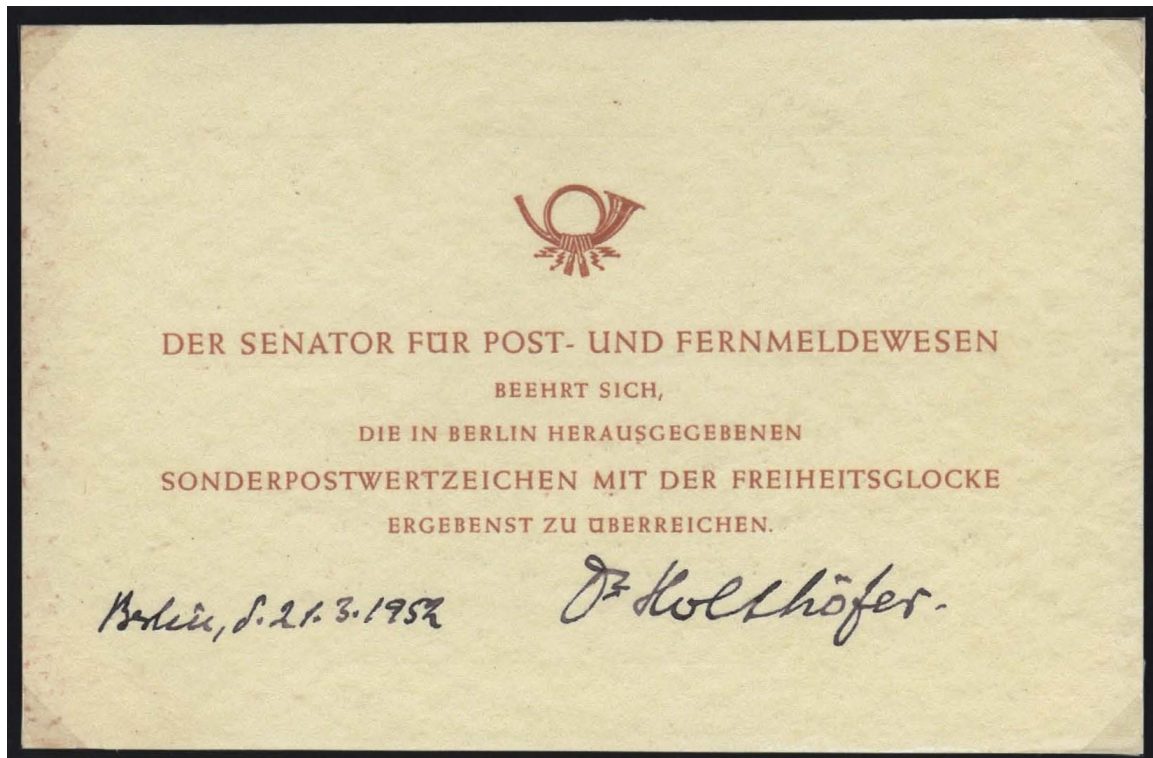 DER SENATOR FÜR POST- UND FERNMELDEWESEN
BEEHRT SICH,
DIE IN BERLIN HERAUSGEGEBENEN
SONDERPOSTWERTZEICHEN MIT DER FREIHEITSGLOCKE
ERGEBENST ZU ÜBERREICHEN.
Berlin, d. 21. 3. 1952 Dr Holthöfer.